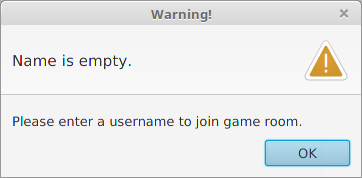 Warning!
Name is empty.
Please enter a username to join game room.
OK